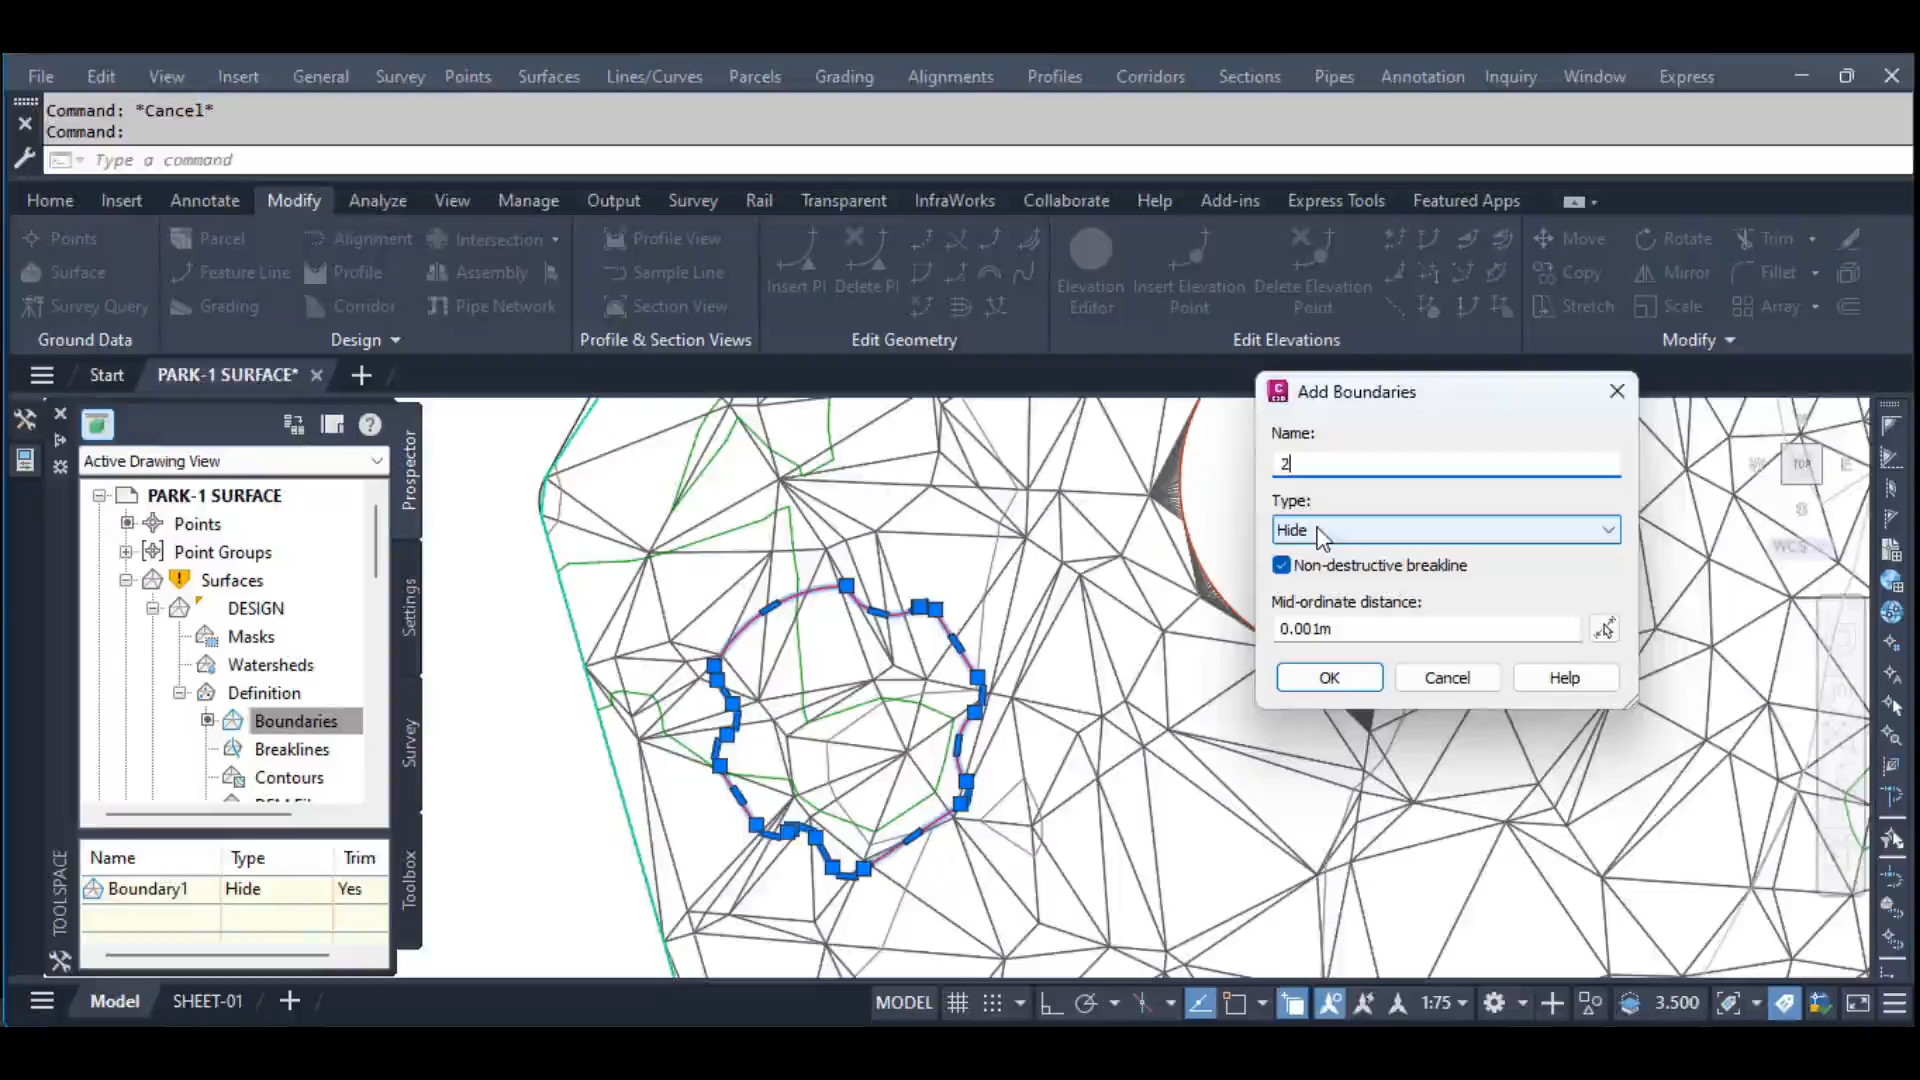 File Edit View Insert General Survey Points Surfaces Lines/Curves Parcels Grading Alignments Profiles Corridors Sections Pipes Annotation Inquiry Window Express
Command: *Cancel*
Command:
Type a command
Home Insert Annotate Modify Analyze View Manage Output Survey Rail Transparent InfraWorks Collaborate Help Add-ins Express Tools Featured Apps
Points Parcel Alignment Intersection Profile View Move Rotate Trim
Surface Feature Line Profile Assembly Sample Line Insert PI Delete PI Elevation Editor Insert Elevation Point Delete Elevation Point Copy Mirror Fillet
Survey Query Grading Corridor Pipe Network Section View Stretch Scale Array
Ground Data Design Profile & Section Views Edit Geometry Edit Elevations Modify
Start PARK-1 SURFACE*
Active Drawing View
PARK-1 SURFACE
Points
Point Groups
Surfaces
DESIGN
Masks
Watersheds
Definition
Boundaries
Breaklines
Contours
Name Type Trim
Boundary1 Hide Yes
TOOLSPACE
Prospector
Settings
Survey
Toolbox
Add Boundaries
Name:
2
Type:
Hide
Non-destructive breakline
Mid-ordinate distance:
0.001m
OK Cancel Help
TOP
E
S
WCS
Model SHEET-01
MODEL 1:75 3.500